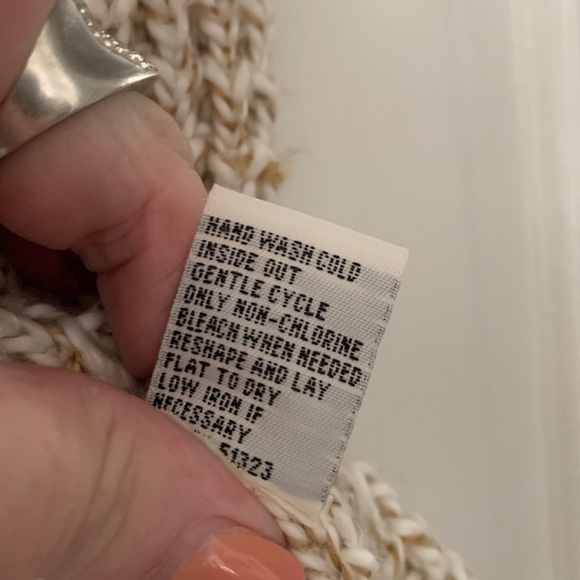 HAND WASH COLD
INSIDE OUT
GENTLE CYCLE
ONLY NON-CHLORINE
BLEACH WHEN NEEDED
RESHAPE AND LAY
FLAT TO DRY
LOW IRON IF
NECESSARY
51323